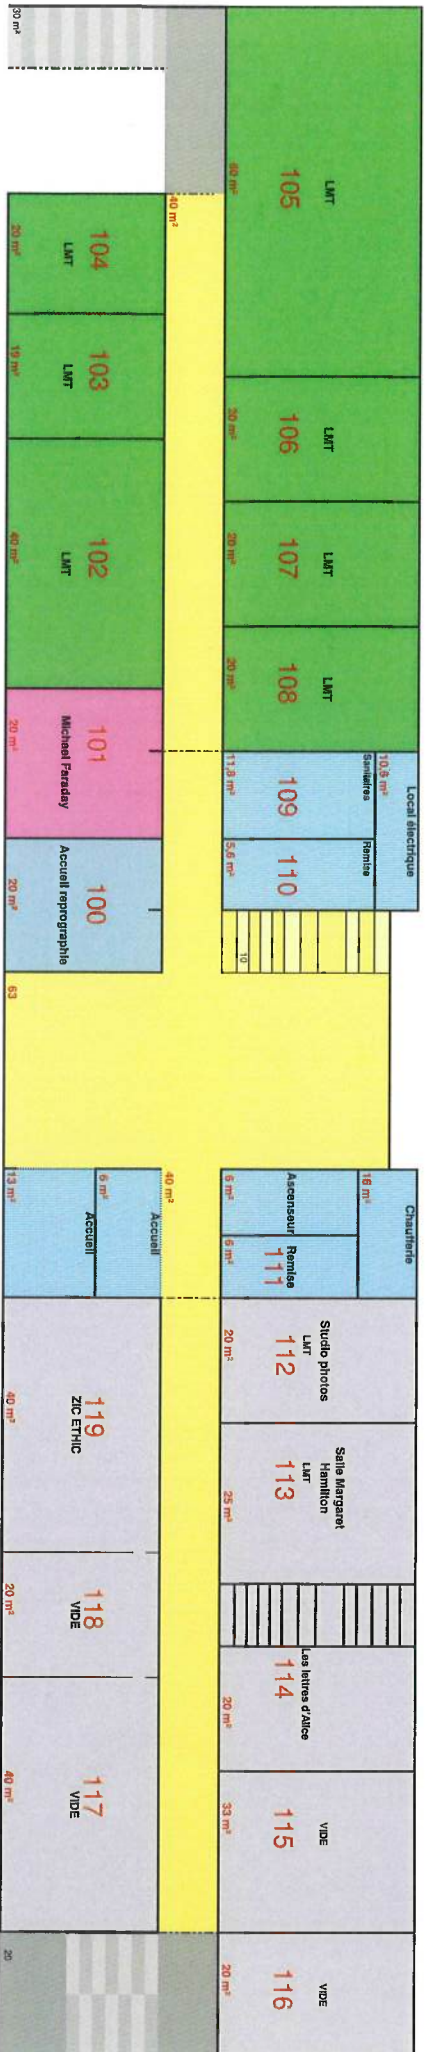 30 m²
LMT
105
60 m²
40 m²
104
LMT
20 m²
103
LMT
19 m²
LMT
106
20 m²
102
LMT
40 m²
LMT
107
20 m²
LMT
108
20 m²
101
Michael Faraday
20 m²
Local électrique
10,9 m²
Sanitaires
109
11,8 m²
Remise
110
5,6 m²
100
Accueil reprographie
20 m²
10
63
Chaufferie
16 m²
Ascenseur
6 m²
Remise
111
6 m²
40 m²
Accueil
6 m²
Accueil
13 m²
Studio photos
LMT
112
20 m²
Salle Margaret
Hamilton
LMT
113
25 m²
119
ZIC ETHIC
40 m²
Les lettres d'Alice
114
20 m²
118
VIDE
20 m²
VIDE
115
33 m²
117
VIDE
40 m²
VIDE
116
20 m²
20